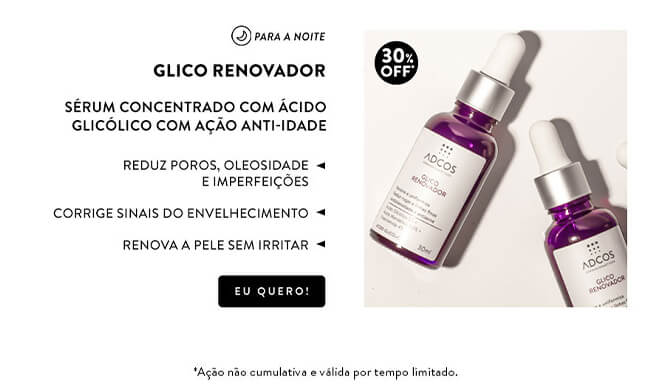 PARA A NOITE
GLICO RENOVADOR
SÉRUM CONCENTRADO COM ÁCIDO
GLICÓLICO COM AÇÃO ANTI-IDADE
REDUZ POROS, OLEOSIDADE
E IMPERFEIÇÕES
CORRIGE SINAIS DO ENVELHECIMENTO
RENOVA A PELE SEM IRRITAR
EU QUERO!
30%
OFF*
ADCOS
GLICO
RENOVADOR
30ml
ADCOS
GLICO
RENOVADOR
*Ação não cumulativa e válida por tempo limitado.